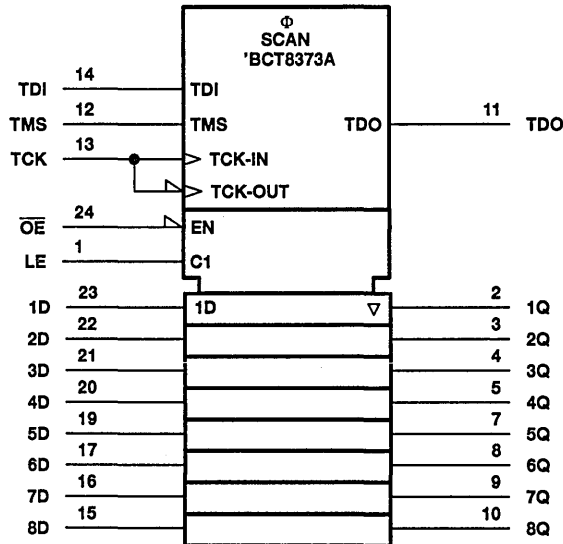 Φ
SCAN
'BCT8373A
TDI 14 TDI
TMS 12 TMS TDO 11 TDO
TCK 13 TCK-IN
TCK-OUT
OE 24 EN
LE 1 C1
1D 23 1D ▽ 2 1Q
2D 22 3 2Q
3D 21 4 3Q
4D 20 5 4Q
5D 19 7 5Q
6D 17 8 6Q
7D 16 9 7Q
8D 15 10 8Q